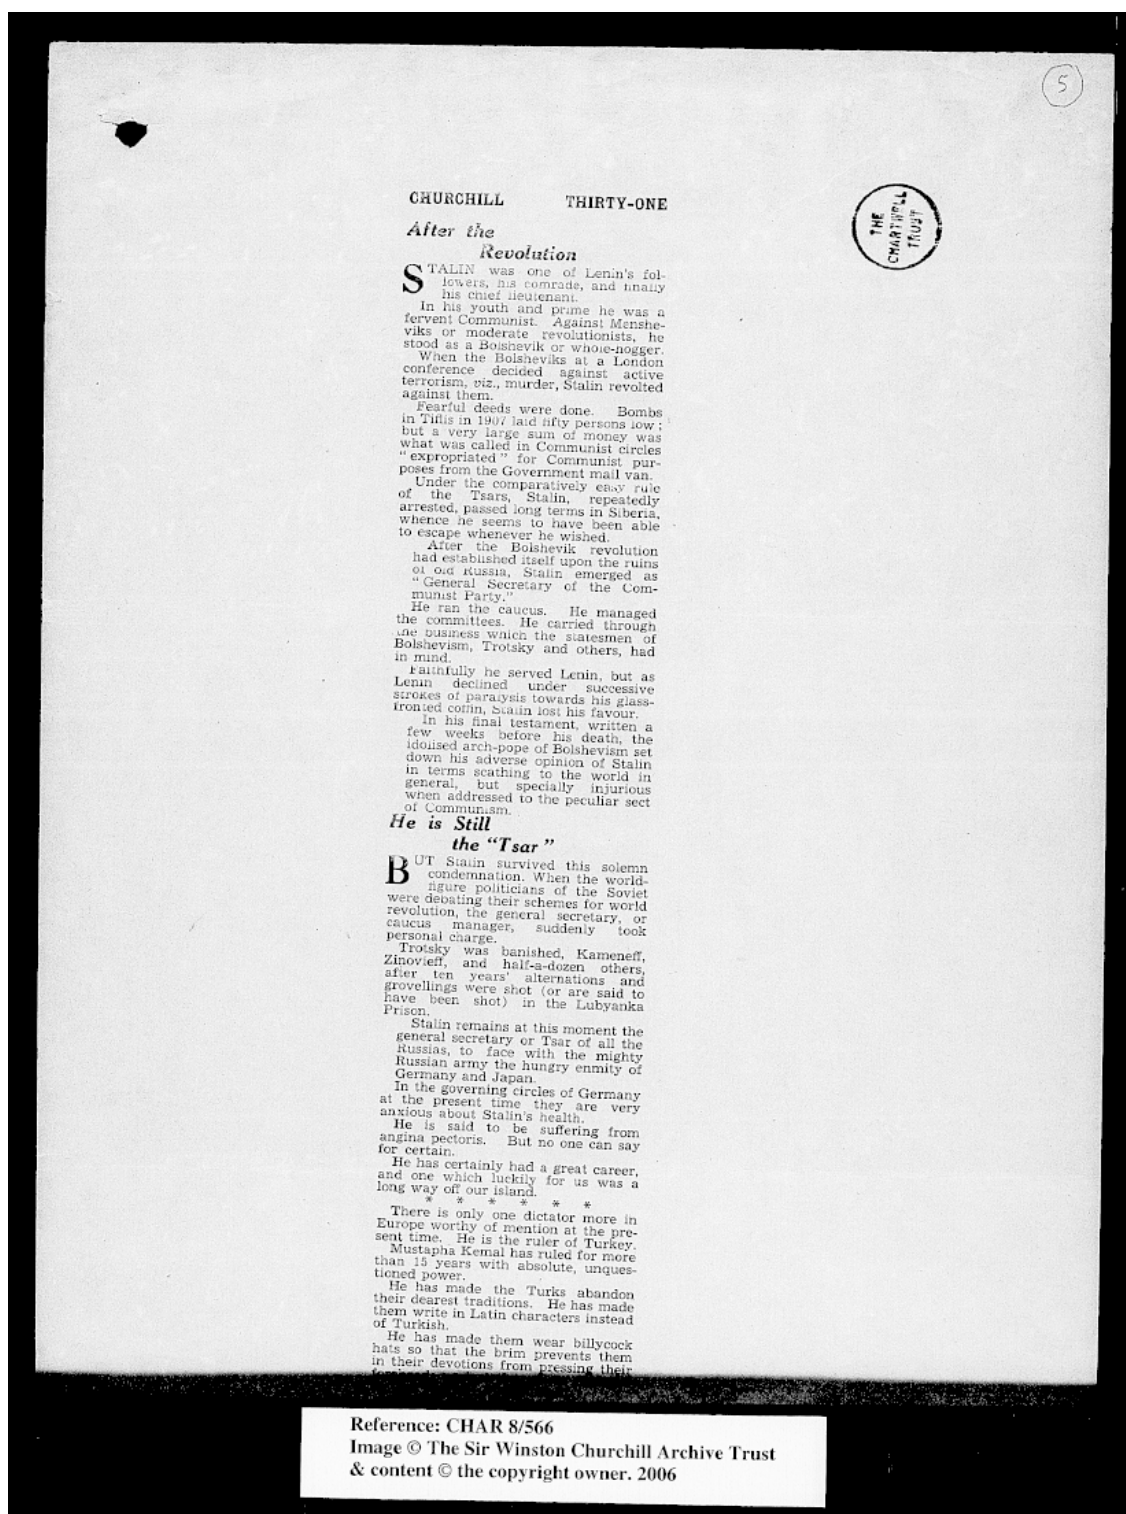 5
CHURCHILL THIRTY-ONE
THE
CHARTWELL
TRUST
After the
Revolution
STALIN was one of Lenin's fol-
lowers, his comrade, and finally
his chief lieutenant.
In his youth and prime he was a
fervent Communist. Against Menshe-
viks or moderate revolutionists, he
stood as a Bolshevik or whole-hogger.
When the Bolsheviks at a London
conference decided against active
terrorism, viz., murder, Stalin revolted
against them.
Fearful deeds were done. Bombs
in Tiflis in 1907 laid fifty persons low;
but a very large sum of money was
what was called in Communist circles
"expropriated" for Communist pur-
poses from the Government mail van.
Under the comparatively easy rule
of the Tsars, Stalin, repeatedly
arrested, passed long terms in Siberia,
whence he seems to have been able
to escape whenever he wished.
After the Bolshevik revolution
had established itself upon the ruins
of old Russia, Stalin emerged as
"General Secretary of the Com-
munist Party."
He ran the caucus. He managed
the committees. He carried through
the business which the statesmen of
Bolshevism, Trotsky and others, had
in mind.
Faithfully he served Lenin, but as
Lenin declined under successive
strokes of paralysis towards his glass-
fronted coffin, Stalin lost his favour.
In his final testament, written a
few weeks before his death, the
idolised arch-pope of Bolshevism set
down his adverse opinion of Stalin
in terms scathing to the world in
general, but specially injurious
when addressed to the peculiar sect
of Communism.
He is Still
the "Tsar"
BUT Stalin survived this solemn
condemnation. When the world-
figure politicians of the Soviet
were debating their schemes for world
revolution, the general secretary, or
caucus manager, suddenly took
personal charge.
Trotsky was banished, Kameneff,
Zinovieff, and half-a-dozen others,
after ten years' alternations and
grovellings were shot (or are said to
have been shot) in the Lubyanka
Prison.
Stalin remains at this moment the
general secretary or Tsar of all the
Russias, to face with the mighty
Russian army the hungry enmity of
Germany and Japan.
In the governing circles of Germany
at the present time they are very
anxious about Stalin's health.
He is said to be suffering from
angina pectoris. But no one can say
for certain.
He has certainly had a great career,
and one which luckily for us was a
long way off our island.
* * * * * *
There is only one dictator more in
Europe worthy of mention at the pre-
sent time. He is the ruler of Turkey.
Mustapha Kemal has ruled for more
than 15 years with absolute, unques-
tioned power.
He has made the Turks abandon
their dearest traditions. He has made
them write in Latin characters instead
of Turkish.
He has made them wear billycock
hats so that the brim prevents them
in their devotions from pressing their
Reference: CHAR 8/566
Image © The Sir Winston Churchill Archive Trust
& content © the copyright owner. 2006